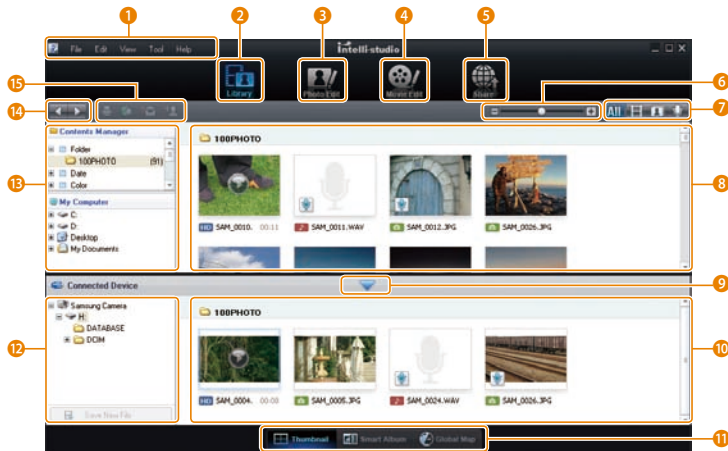 1
2
3
4
5
File Edit View Tool Help
Intelli-studio
Library
Photo Edit
Movie Edit
Share
15
6
14
All
7
Contents Manager
Folder
100PHOTO (91)
Date
Color
My Computer
C:
D:
Desktop
My Documents
13
100PHOTO
HD SAM_0010. 00:11
SAM_0011.WAV
SAM_0012.JPG
SAM_0026.JPG
8
Connected Device
9
Samsung Camera
H:
DATABASE
DCIM
Save New File
12
100PHOTO
HD SAM_0004. 00:08
SAM_0005.JPG
SAM_0024.WAV
SAM_0026.JPG
10
Thumbnail
Smart Album
Global Map
11